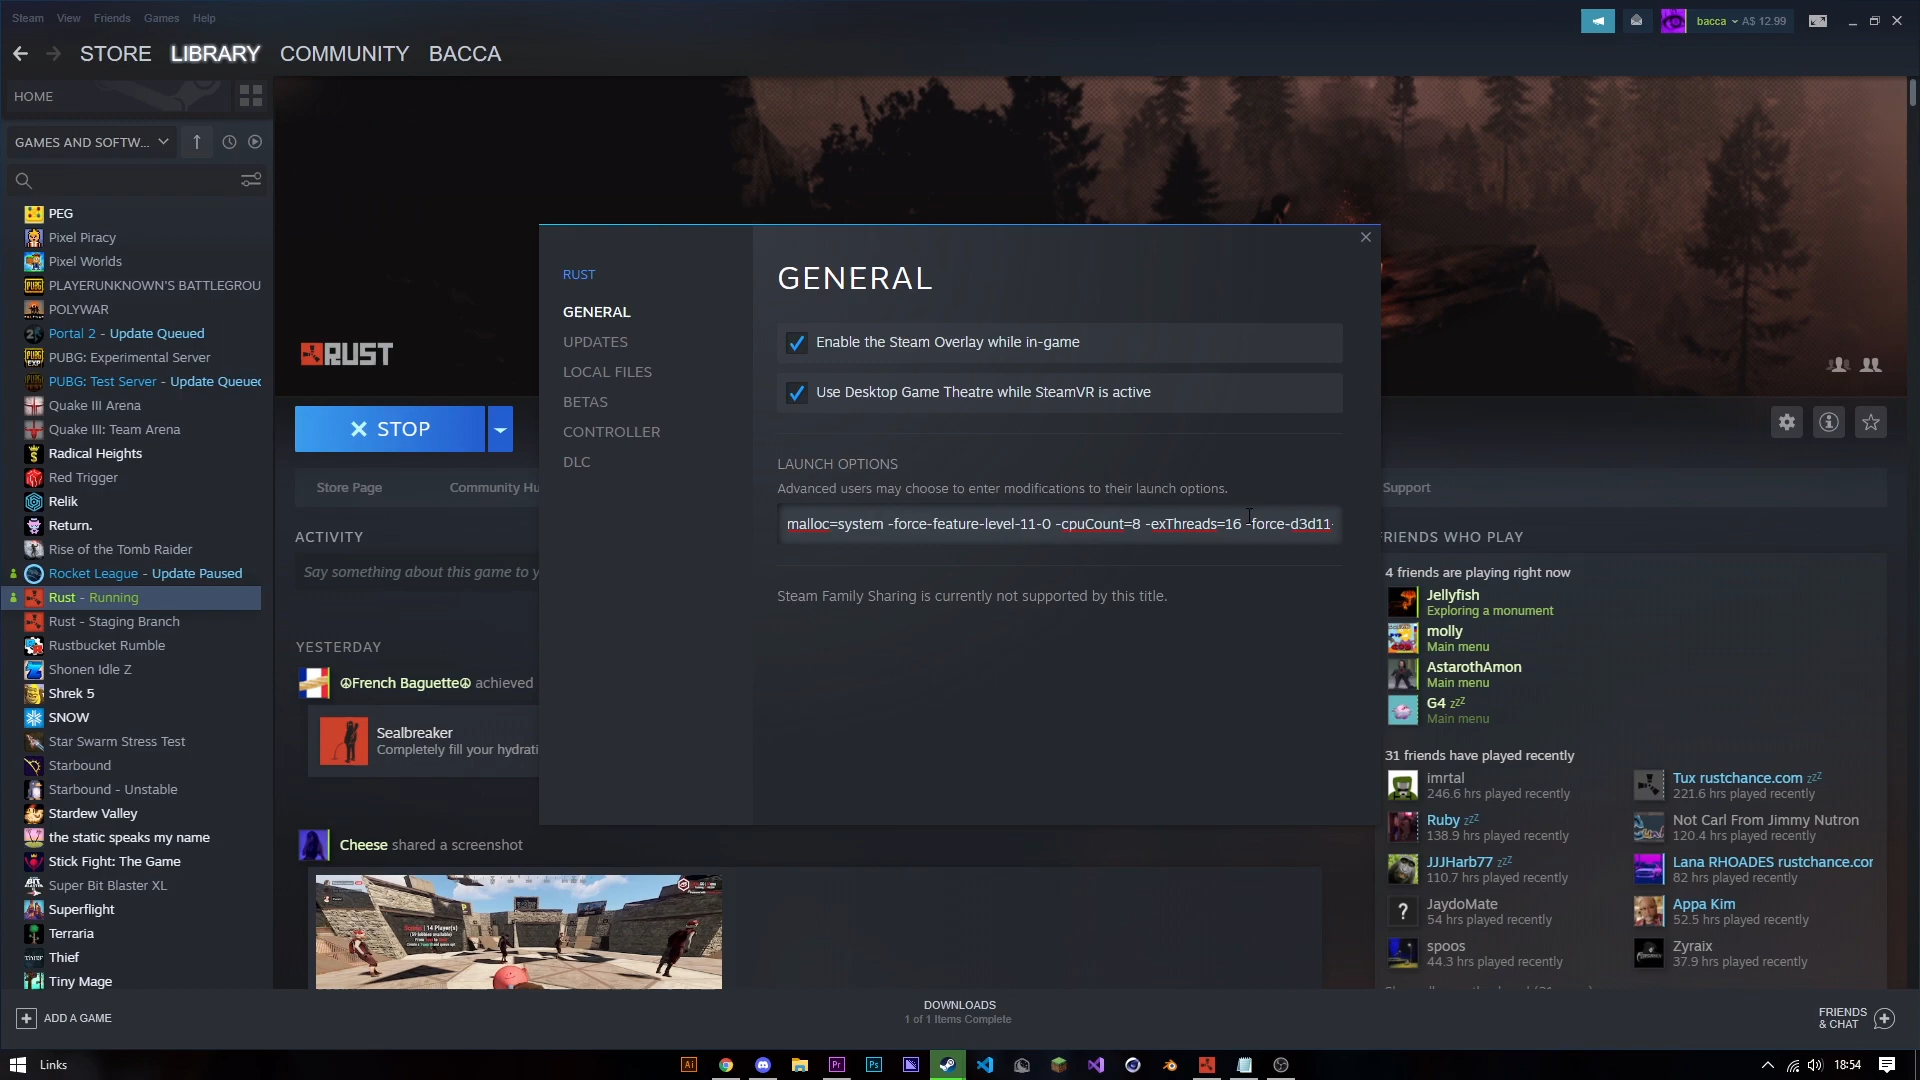 Steam View Friends Games Help
bacca A$ 12.99
STORE LIBRARY COMMUNITY BACCA
HOME
GAMES AND SOFTW...
PEG
Pixel Piracy
Pixel Worlds
PLAYERUNKNOWN'S BATTLEGROU
POLYWAR
Portal 2 - Update Queued
PUBG: Experimental Server
PUBG: Test Server - Update Queued
Quake III Arena
Quake III: Team Arena
Radical Heights
Red Trigger
Relik
Return.
Rise of the Tomb Raider
Rocket League - Update Paused
Rust - Running
Rust - Staging Branch
Rustbucket Rumble
Shonen Idle Z
Shrek 5
SNOW
Star Swarm Stress Test
Starbound
Starbound - Unstable
Stardew Valley
the static speaks my name
Stick Fight: The Game
Super Bit Blaster XL
Superflight
Terraria
Thief
Tiny Mage
ADD A GAME
RUST
STOP
Store Page
Community Hu
Support
ACTIVITY
Say something about this game to y
YESTERDAY
☮French Baguette☮ achieved
Sealbreaker
Completely fill your hydrati
Cheese shared a screenshot
RUST
GENERAL
UPDATES
LOCAL FILES
BETAS
CONTROLLER
DLC
GENERAL
Enable the Steam Overlay while in-game
Use Desktop Game Theatre while SteamVR is active
LAUNCH OPTIONS
Advanced users may choose to enter modifications to their launch options.
malloc=system -force-feature-level-11-0 -cpuCount=8 -exThreads=16 -force-d3d11-
Steam Family Sharing is currently not supported by this title.
FRIENDS WHO PLAY
4 friends are playing right now
Jellyfish
Exploring a monument
molly
Main menu
AstarothAmon
Main menu
G4 zzZ
Main menu
31 friends have played recently
imrtal
246.6 hrs played recently
Tux rustchance.com zzZ
221.6 hrs played recently
Ruby zzZ
138.9 hrs played recently
Not Carl From Jimmy Nutron
120.4 hrs played recently
JJJHarb77 zzZ
110.7 hrs played recently
Lana RHOADES rustchance.cor
82 hrs played recently
JaydoMate
54 hrs played recently
Appa Kim
52.5 hrs played recently
spoos
44.3 hrs played recently
Zyraix
37.9 hrs played recently
DOWNLOADS
1 of 1 Items Complete
FRIENDS
& CHAT
Links
18:54